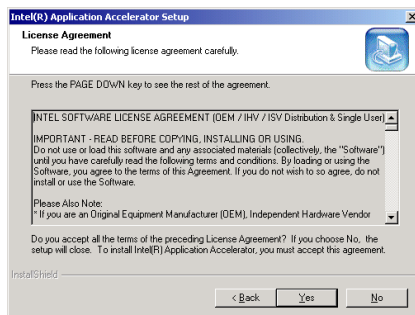 Intel(R) Application Accelerator Setup
License Agreement
Please read the following license agreement carefully.
Press the PAGE DOWN key to see the rest of the agreement.
INTEL SOFTWARE LICENSE AGREEMENT (OEM / IHV / ISV Distribution & Single User)
IMPORTANT - READ BEFORE COPYING, INSTALLING OR USING.
Do not use or load this software and any associated materials (collectively, the "Software")
until you have carefully read the following terms and conditions. By loading or using the
Software, you agree to the terms of this Agreement. If you do not wish to so agree, do not
install or use the Software.
Please Also Note:
* If you are an Original Equipment Manufacturer (OEM), Independent Hardware Vendor
Do you accept all the terms of the preceding License Agreement? If you choose No, the
setup will close. To install Intel(R) Application Accelerator, you must accept this agreement.
InstallShield
< Back Yes No